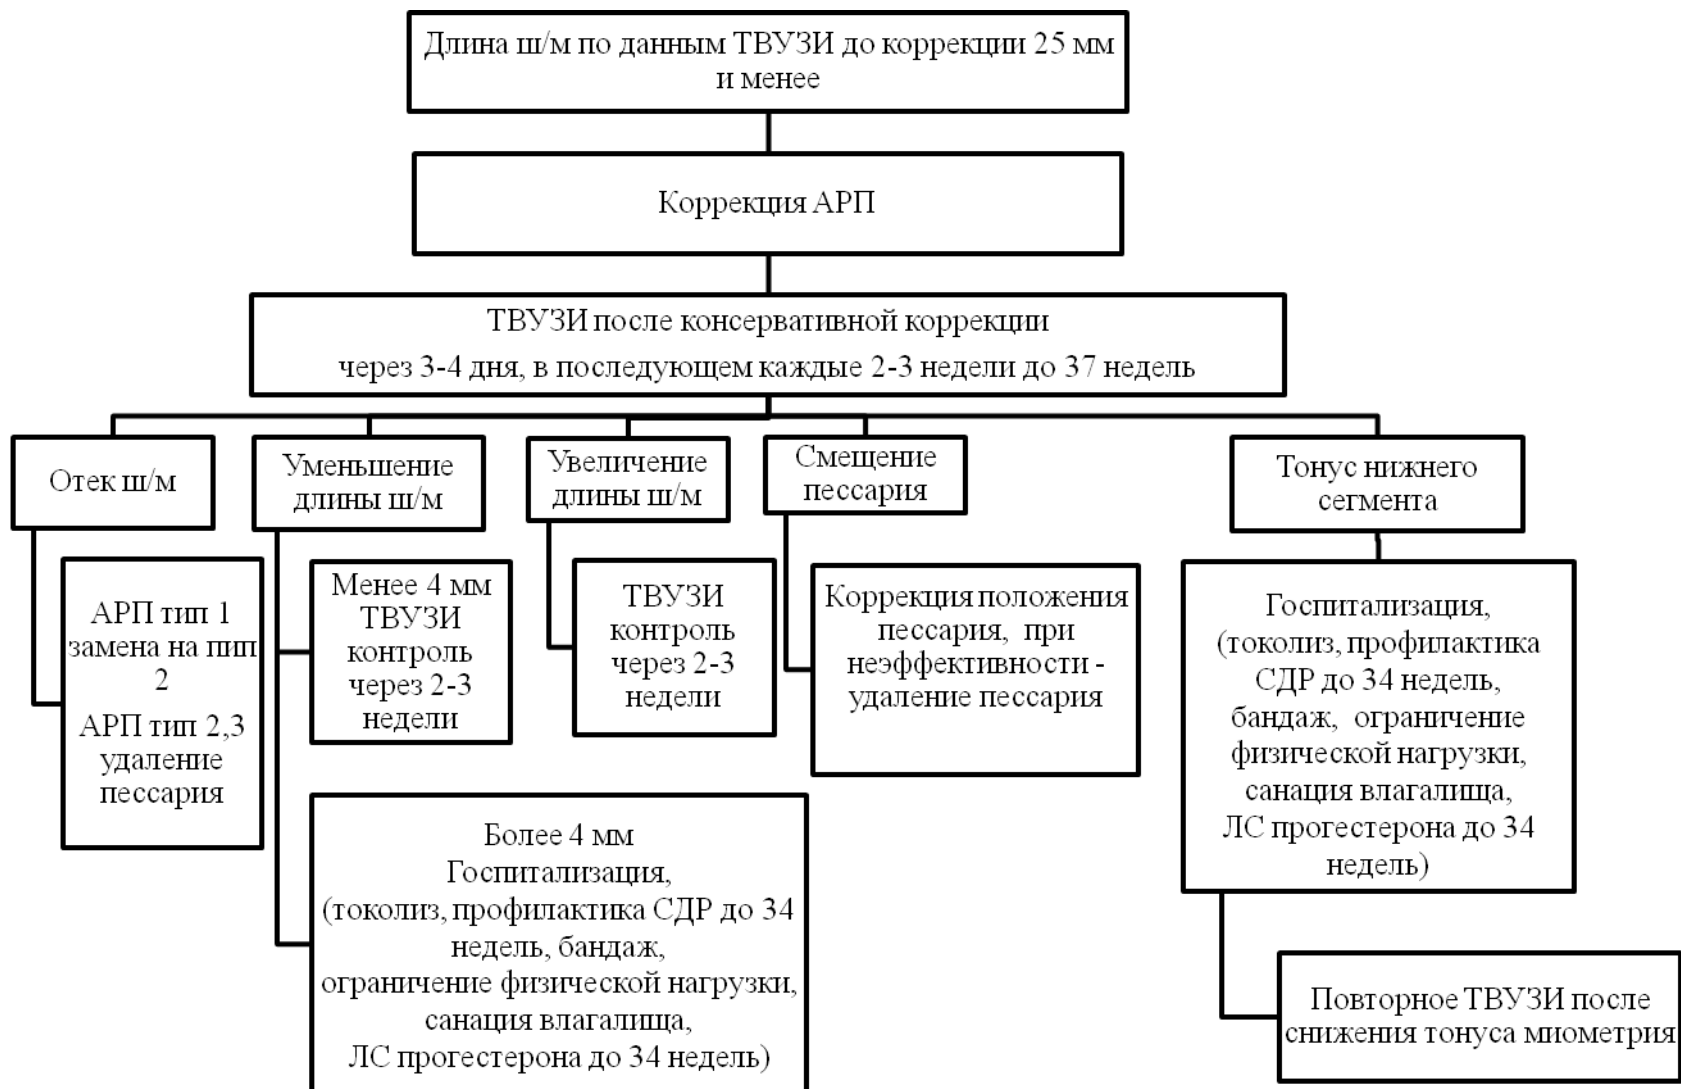 Длина ш/м по данным ТВУЗИ до коррекции 25 мм
и менее
Коррекция АРП
ТВУЗИ после консервативной коррекции
через 3-4 дня, в последующем каждые 2-3 недели до 37 недель
Отек ш/м
Уменьшение
длины ш/м
Увеличение
длины ш/м
Смещение
пессария
Тонус нижнего
сегмента
АРП тип 1
замена на пип
2
АРП тип 2,3
удаление
пессария
Менее 4 мм
ТВУЗИ
контроль
через 2-3
недели
Более 4 мм
Госпитализация,
(токолиз, профилактика СДР до 34
недель, бандаж,
ограничение физической нагрузки,
санация влагалища,
ЛС прогестерона до 34 недель)
ТВУЗИ
контроль
через 2-3
недели
Коррекция положения
пессария, при
неэффективности -
удаление пессария
Госпитализация,
(токолиз, профилактика
СДР до 34 недель,
бандаж, ограничение
физической нагрузки,
санация влагалища,
ЛС прогестерона до 34
недель)
Повторное ТВУЗИ после
снижения тонуса миометрия